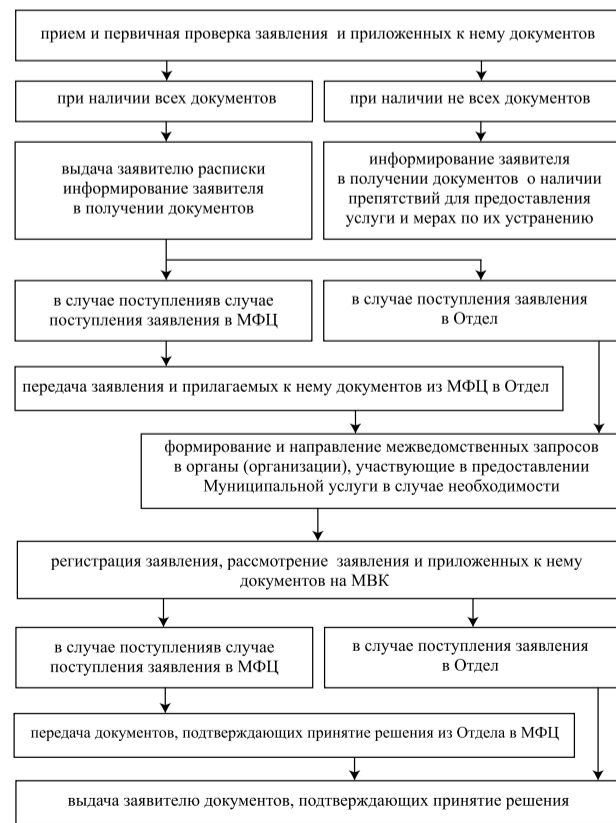 прием и первичная проверка заявления и приложенных к нему документов
при наличии всех документов
при наличии не всех документов
выдача заявителю расписки
информирование заявителя
в получении документов
информирование заявителя
в получении документов о наличии
препятствий для предоставления
услуги и мерах по их устранению
в случае поступленияв случае
поступления заявления в МФЦ
в случае поступления заявления
в Отдел
передача заявления и прилагаемых к нему документов из МФЦ в Отдел
формирование и направление межведомственных запросов
в органы (организации), участвующие в предоставлении
Муниципальной услуги в случае необходимости
регистрация заявления, рассмотрение заявления и приложенных к нему
документов на МВК
в случае поступленияв случае
поступления заявления в МФЦ
в случае поступления заявления
в Отдел
передача документов, подтверждающих принятие решения из Отдела в МФЦ
выдача заявителю документов, подтверждающих принятие решения